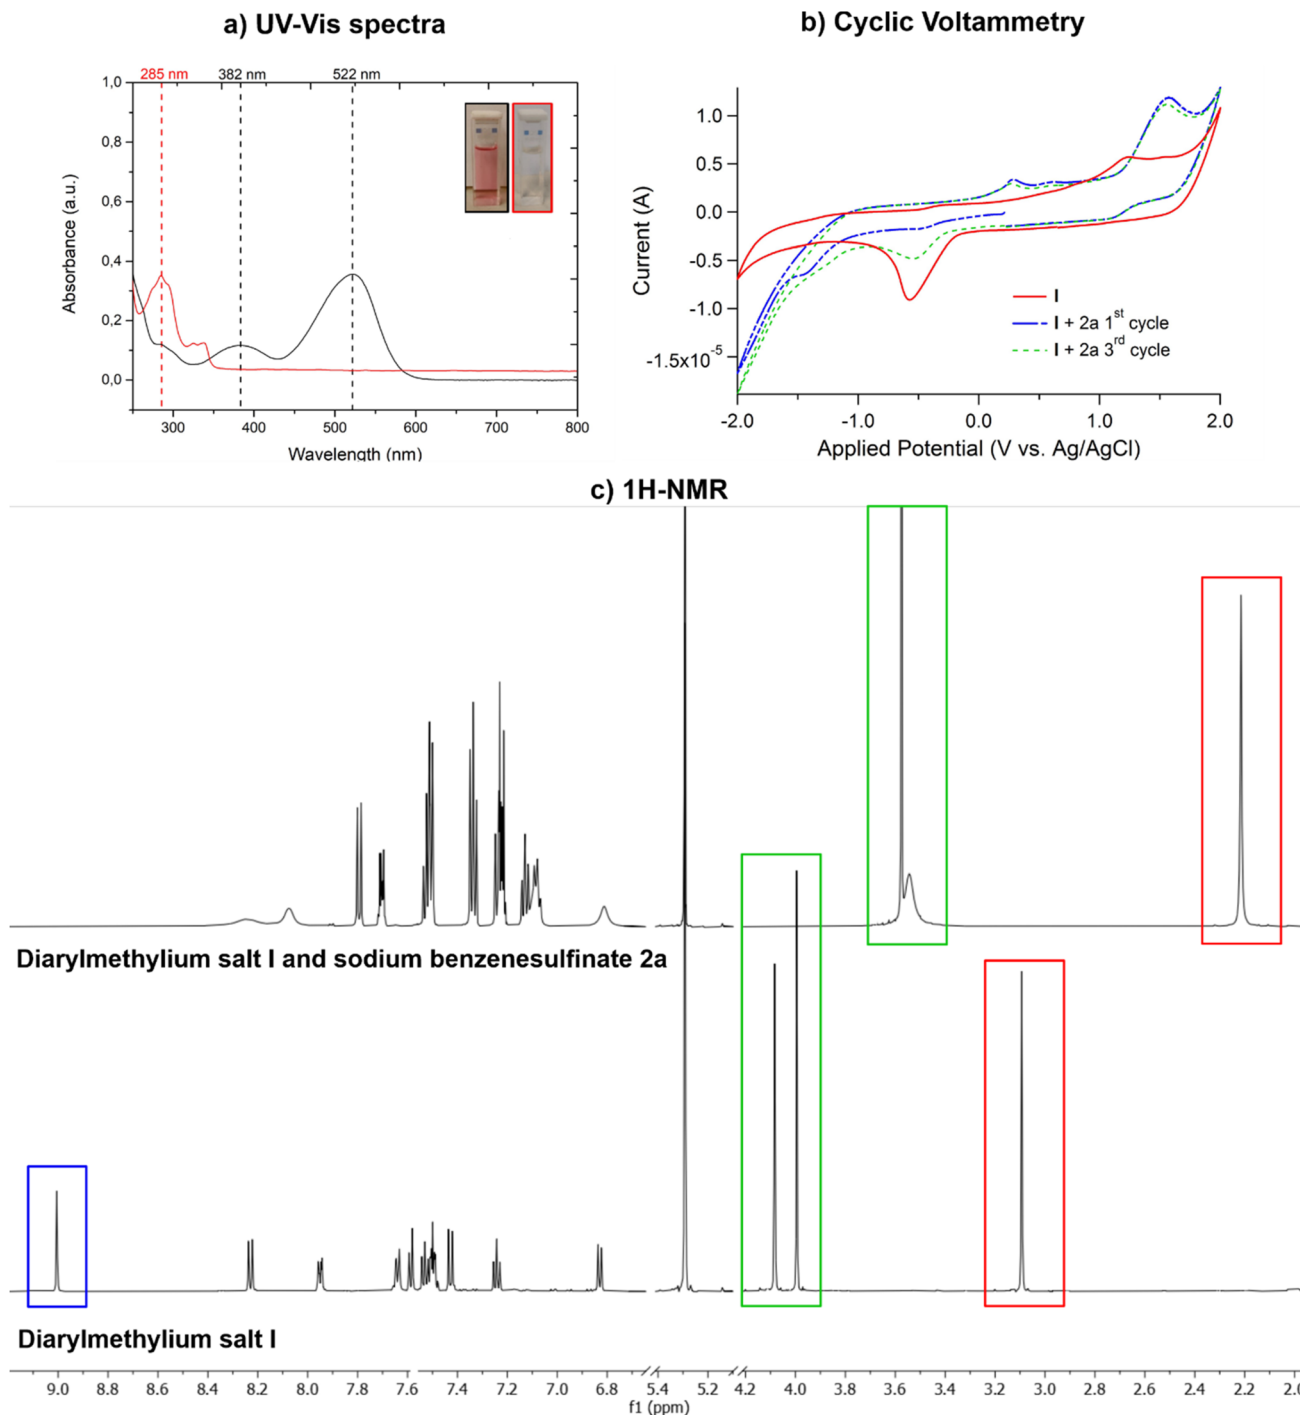 a) UV-Vis spectra
285 nm 382 nm 522 nm
1,0
0,8
0,6
0,4
0,2
0,0
Absorbance (a.u.)
300 400 500 600 700 800
Wavelength (nm)
b) Cyclic Voltammetry
1.0
0.5
0.0
-0.5
-1.0
-1.5x10^-5
Current (A)
I
I + 2a 1st cycle
I + 2a 3rd cycle
-2.0 -1.0 0.0 1.0 2.0
Applied Potential (V vs. Ag/AgCl)
c) 1H-NMR
Diarylmethylium salt I and sodium benzenesulfinate 2a
Diarylmethylium salt I
9.0 8.8 8.6 8.4 8.2 8.0 7.8 7.6 7.4 7.2 7.0 6.8 5.4 5.2 4.2 4.0 3.8 3.6 3.4 3.2 3.0 2.8 2.6 2.4 2.2 2.0
f1 (ppm)